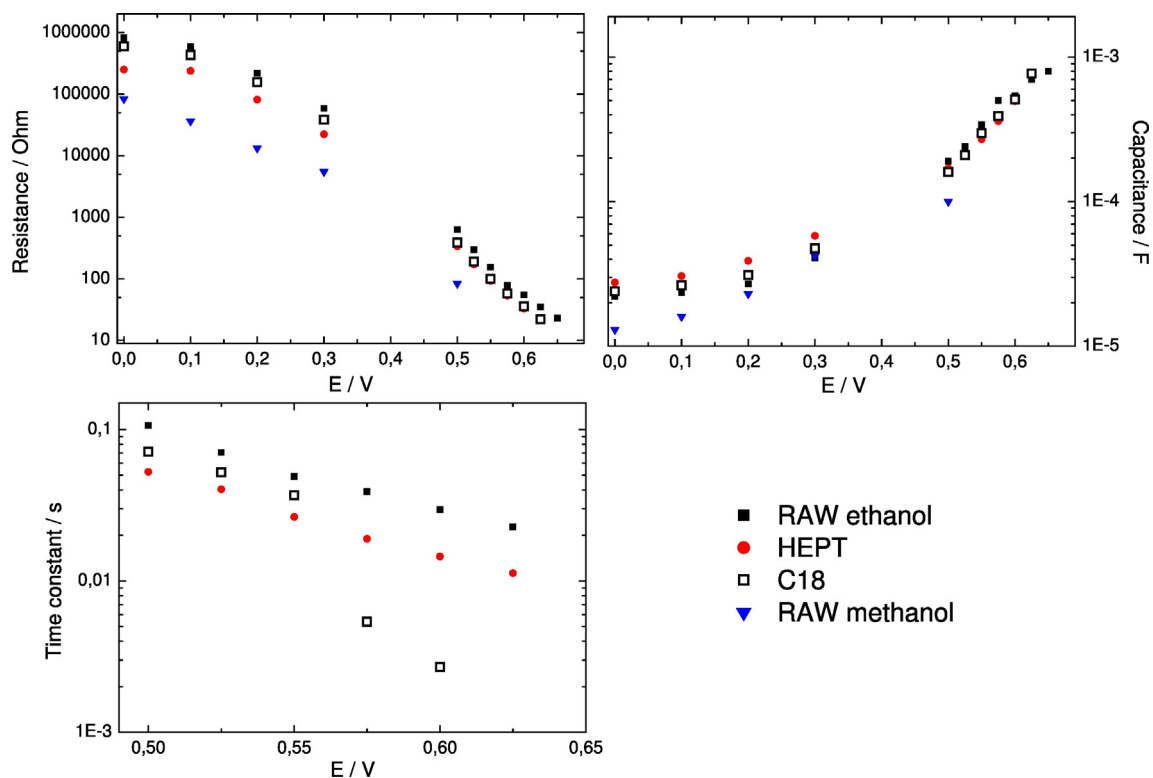 1000000
100000
10000
1000
100
10
Resistance / Ohm
0,0 0,1 0,2 0,3 0,4 0,5 0,6
E / V
1E-3
1E-4
1E-5
Capacitance / F
0,0 0,1 0,2 0,3 0,4 0,5 0,6
E / V
0,1
0,01
1E-3
Time constant / s
0,50 0,55 0,60 0,65
E / V
RAW ethanol
HEPT
C18
RAW methanol